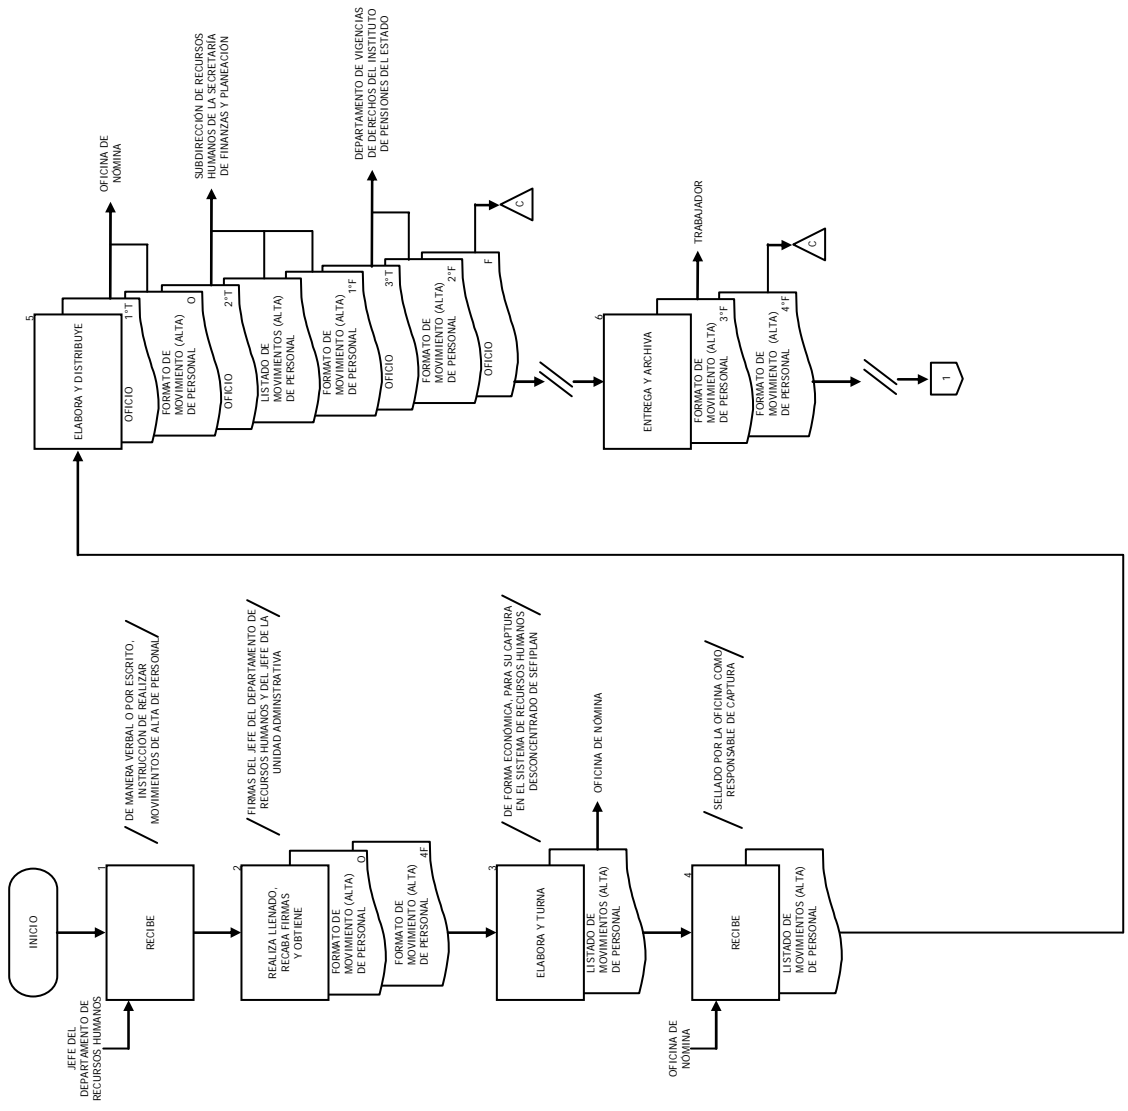 INICIO
JEFE DEL
DEPARTAMENTO DE
RECURSOS HUMANOS
1
RECIBE
DE MANERA VERBAL O POR ESCRITO,
INSTRUCCIÓN DE REALIZAR
MOVIMIENTOS DE ALTA DE PERSONAL
2
REALIZA LLENADO,
RECABA FIRMAS
Y OBTIENE
FIRMAS DEL JEFE DEL DEPARTAMENTO DE
RECURSOS HUMANOS Y DEL JEFE DE LA
UNIDAD ADMINSTRATIVA
O
FORMATO DE
MOVIMIENTO (ALTA)
DE PERSONAL
4F
FORMATO DE
MOVIMIENTO (ALTA)
DE PERSONAL
3
ELABORA Y TURNA
DE FORMA ECONÓMICA, PARA SU CAPTURA
EN EL SISTEMA DE RECURSOS HUMANOS
DESCONCENTRADO DE SEFIPLAN
LISTADO DE
MOVIMIENTOS (ALTA)
DE PERSONAL
OFICINA DE NÓMINA
OFICINA DE
NÓMINA
4
RECIBE
SELLADO POR LA OFICINA COMO
RESPONSABLE DE CAPTURA
LISTADO DE
MOVIMIENTOS (ALTA)
DE PERSONAL
5
ELABORA Y DISTRIBUYE
OFICIO
1°T
OFICINA DE
NÓMINA
FORMATO DE
MOVIMIENTO (ALTA)
DE PERSONAL
O
OFICIO
2°T
SUBDIRECCIÓN DE RECURSOS
HUMANOS DE LA SECRETARÍA
DE FINANZAS Y PLANEACIÓN
LISTADO DE
MOVIMIENTOS (ALTA)
DE PERSONAL
FORMATO DE
MOVIMIENTO (ALTA)
DE PERSONAL
1°F
OFICIO
3°T
DEPARTAMENTO DE VIGENCIAS
DE DERECHOS DEL INSTITUTO
DE PENSIONES DEL ESTADO
FORMATO DE
MOVIMIENTO (ALTA)
DE PERSONAL
2°F
OFICIO
F
C
6
ENTREGA Y ARCHIVA
FORMATO DE
MOVIMIENTO (ALTA)
DE PERSONAL
3°F
TRABAJADOR
FORMATO DE
MOVIMIENTO (ALTA)
DE PERSONAL
4°F
C
1